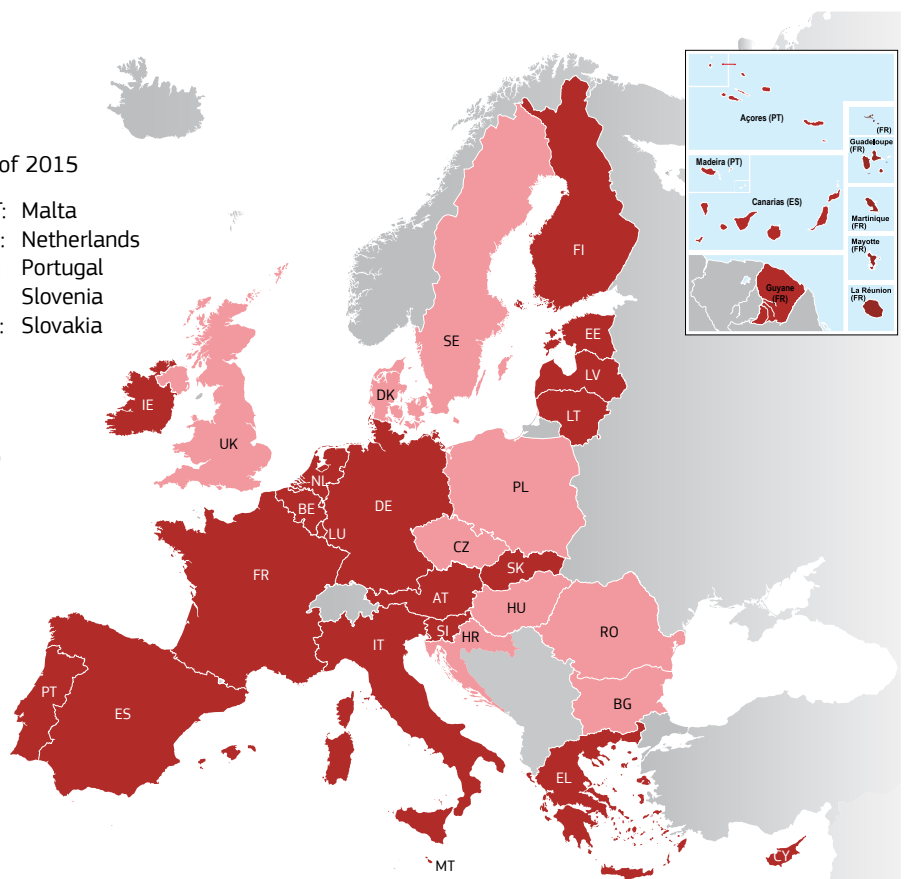 of 2015
T: Malta
: Netherlands
Portugal
Slovenia
: Slovakia
Açores (PT)
(FR)
Guadeloupe
(FR)
Madeira (PT)
Canarias (ES)
Martinique
(FR)
Mayotte
(FR)
Guyane
(FR)
La Réunion
(FR)
FI
SE
EE
LV
LT
DK
IE
UK
NL
BE
LU
DE
PL
CZ
SK
FR
AT
HU
SI
HR
RO
IT
BG
PT
ES
EL
MT
CY